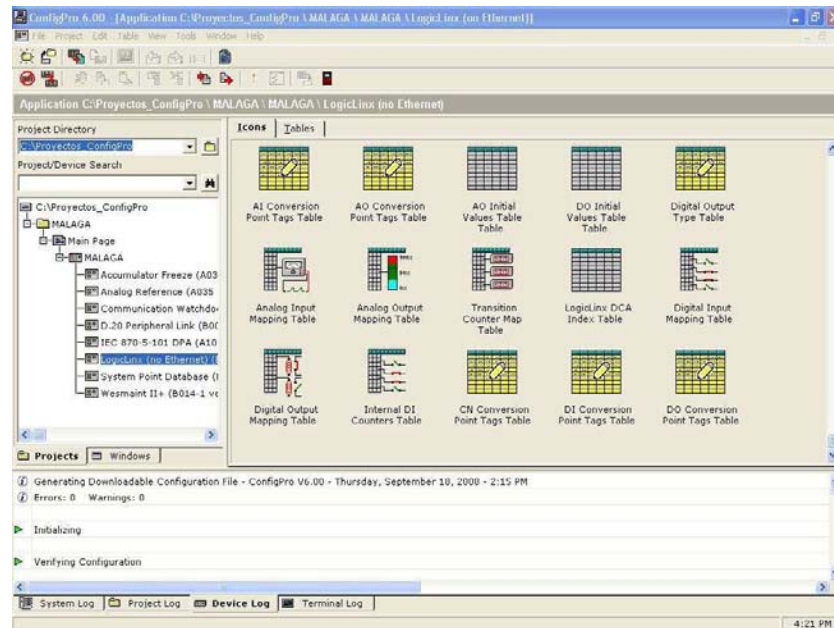 ConfigPro 6.00 - [Application C:\Proyectos_ConfigPro \ MALAGA \ MALAGA \ LogicLinx (no Ethernet)]
File Project Edit Table View Tools Window Help
Application C:\Proyectos_ConfigPro \ MALAGA \ MALAGA \ LogicLinx (no Ethernet)
Project Directory
C:\Proyectos_ConfigPro
Project/Device Search
C:\Proyectos_ConfigPro
MALAGA
Main Page
MALAGA
Accumulator Freeze (A03
Analog Reference (A035
Communication Watchdo
D.20 Peripheral Link (B00
IEC 870-5-101 DPA (A10
LogicLinx (no Ethernet) (
System Point Database (
Wesmaint II+ (B014-1 ve
Projects Windows
Icons Tables
AI Conversion Point Tags Table
AO Conversion Point Tags Table
AO Initial Values Table Table
DO Initial Values Table Table
Digital Output Type Table
Analog Input Mapping Table
Analog Output Mapping Table
Transition Counter Map Table
LogicLinx DCA Index Table
Digital Input Mapping Table
Digital Output Mapping Table
Internal DI Counters Table
CN Conversion Point Tags Table
DI Conversion Point Tags Table
DO Conversion Point Tags Table
Generating Downloadable Configuration File - ConfigPro V6.00 - Thursday, September 18, 2008 - 2:15 PM
Errors: 0 Warnings: 0
Initializing
Verifying Configuration
System Log Project Log Device Log Terminal Log
4:21 PM